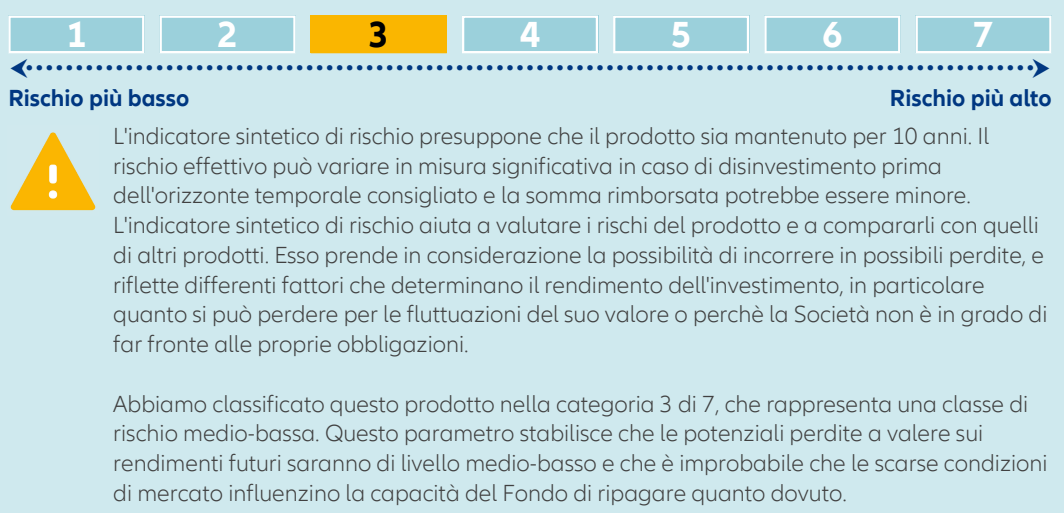 1 2 3 4 5 6 7
Rischio più basso Rischio più alto
L'indicatore sintetico di rischio presuppone che il prodotto sia mantenuto per 10 anni. Il
rischio effettivo può variare in misura significativa in caso di disinvestimento prima
dell'orizzonte temporale consigliato e la somma rimborsata potrebbe essere minore.
L'indicatore sintetico di rischio aiuta a valutare i rischi del prodotto e a compararli con quelli
di altri prodotti. Esso prende in considerazione la possibilità di incorrere in possibili perdite, e
riflette differenti fattori che determinano il rendimento dell'investimento, in particolare
quanto si può perdere per le fluttuazioni del suo valore o perchè la Società non è in grado di
far fronte alle proprie obbligazioni.
Abbiamo classificato questo prodotto nella categoria 3 di 7, che rappresenta una classe di
rischio medio-bassa. Questo parametro stabilisce che le potenziali perdite a valere sui
rendimenti futuri saranno di livello medio-basso e che è improbabile che le scarse condizioni
di mercato influenzino la capacità del Fondo di ripagare quanto dovuto.